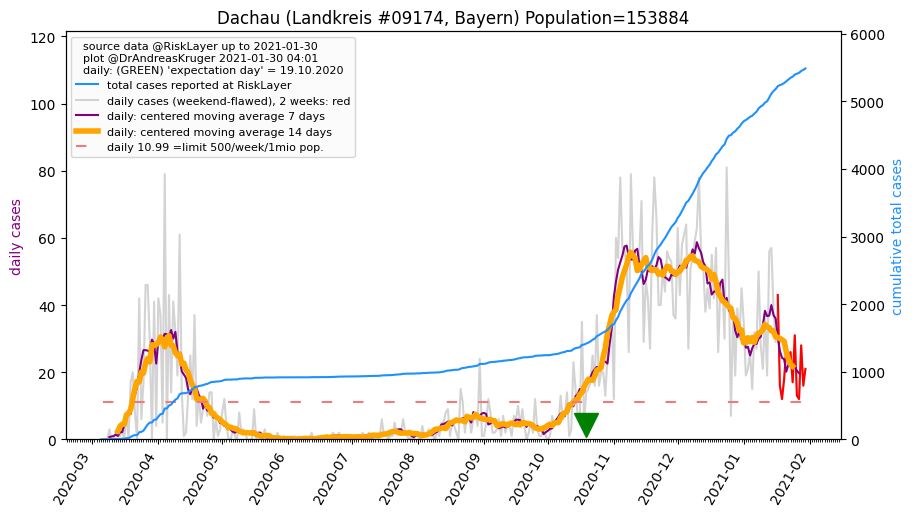 Dachau (Landkreis #09174, Bayern) Population=153884
source data @RiskLayer up to 2021-01-30
plot @DrAndreasKruger 2021-01-30 04:01
daily: (GREEN) 'expectation day' = 19.10.2020
total cases reported at RiskLayer
daily cases (weekend-flawed), 2 weeks: red
daily: centered moving average 7 days
daily: centered moving average 14 days
daily 10.99 =limit 500/week/1mio pop.
daily cases
120
100
80
60
40
20
0
cumulative total cases
6000
5000
4000
3000
2000
1000
0
2020-03
2020-04
2020-05
2020-06
2020-07
2020-08
2020-09
2020-10
2020-11
2020-12
2021-01
2021-02